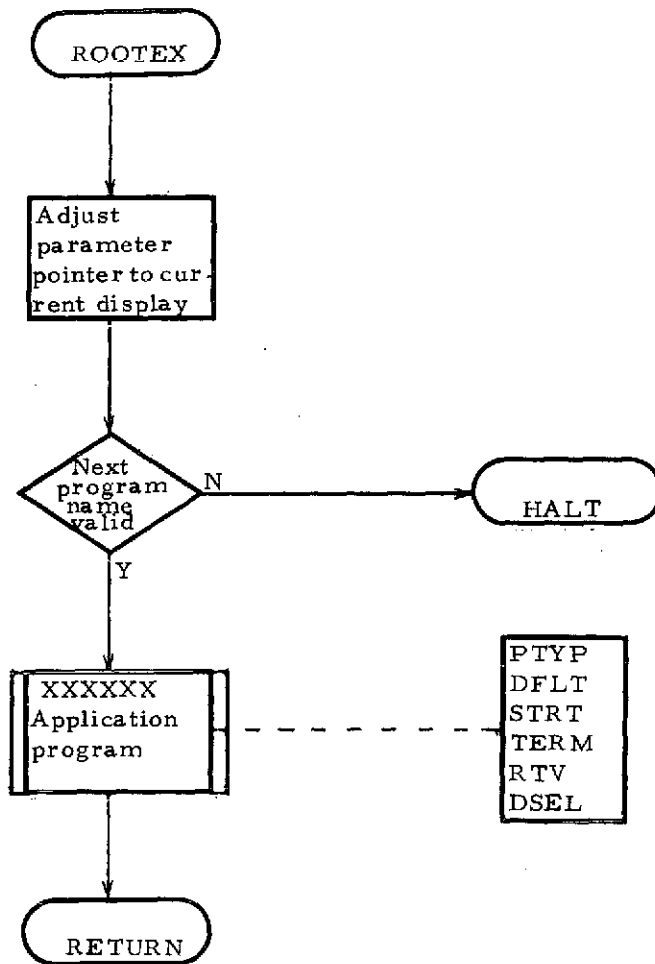 ROOTEX
Adjust
parameter
pointer to cur-
rent display
Next
program
name
valid
N
HALT
Y
XXXXXX
Application
program
PTYP
DFLT
STRT
TERM
RTV
DSEL
RETURN